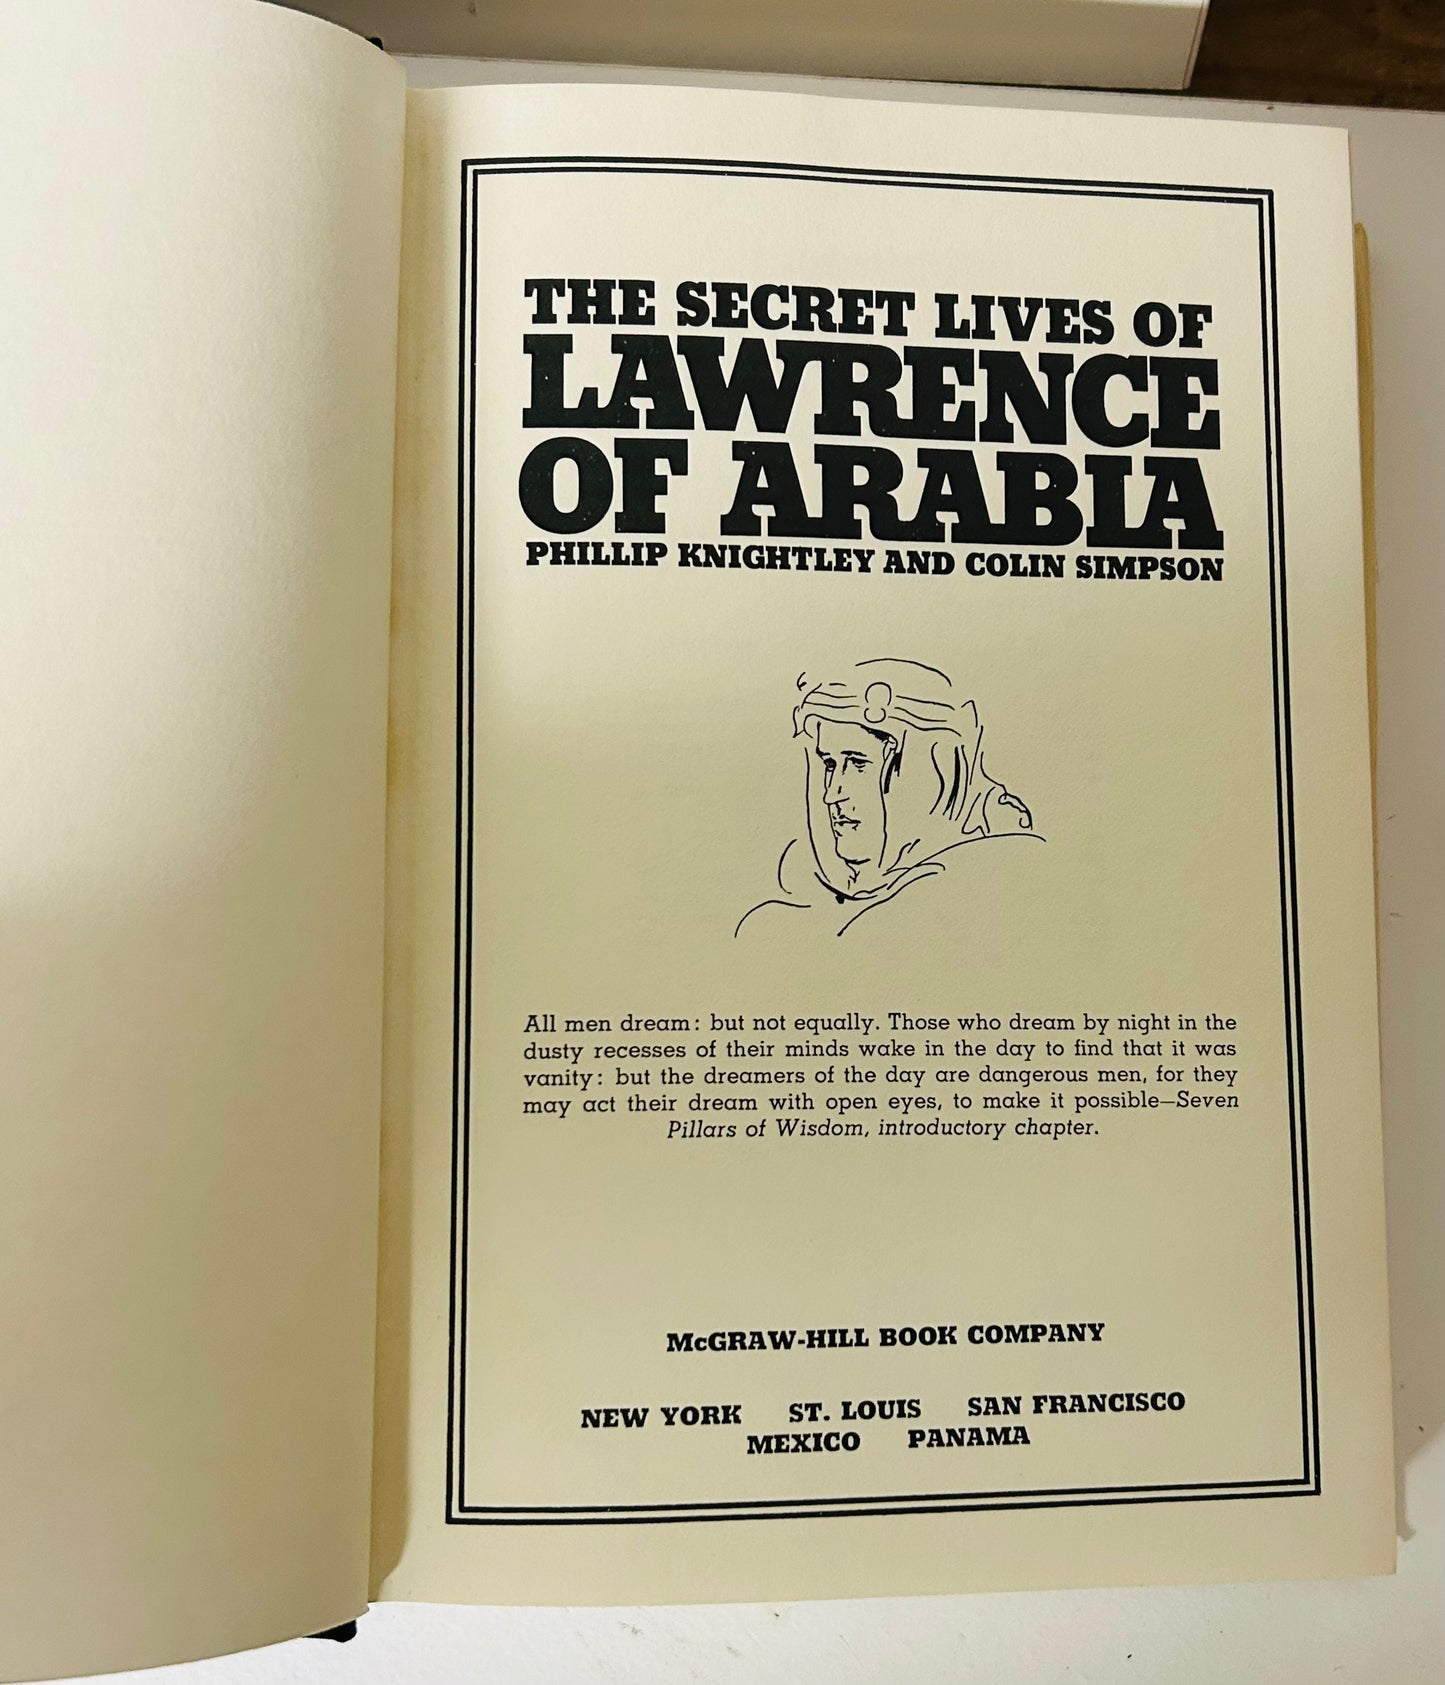 THE SECRET LIVES OF
LAWRENCE
OF ARABIA
PHILLIP KNIGHTLEY AND COLIN SIMPSON
All men dream: but not equally. Those who dream by night in the
dusty recesses of their minds wake in the day to find that it was
vanity: but the dreamers of the day are dangerous men, for they
may act their dream with open eyes, to make it possible—Seven
Pillars of Wisdom, introductory chapter.
McGRAW-HILL BOOK COMPANY
NEW YORK ST. LOUIS SAN FRANCISCO
MEXICO PANAMA